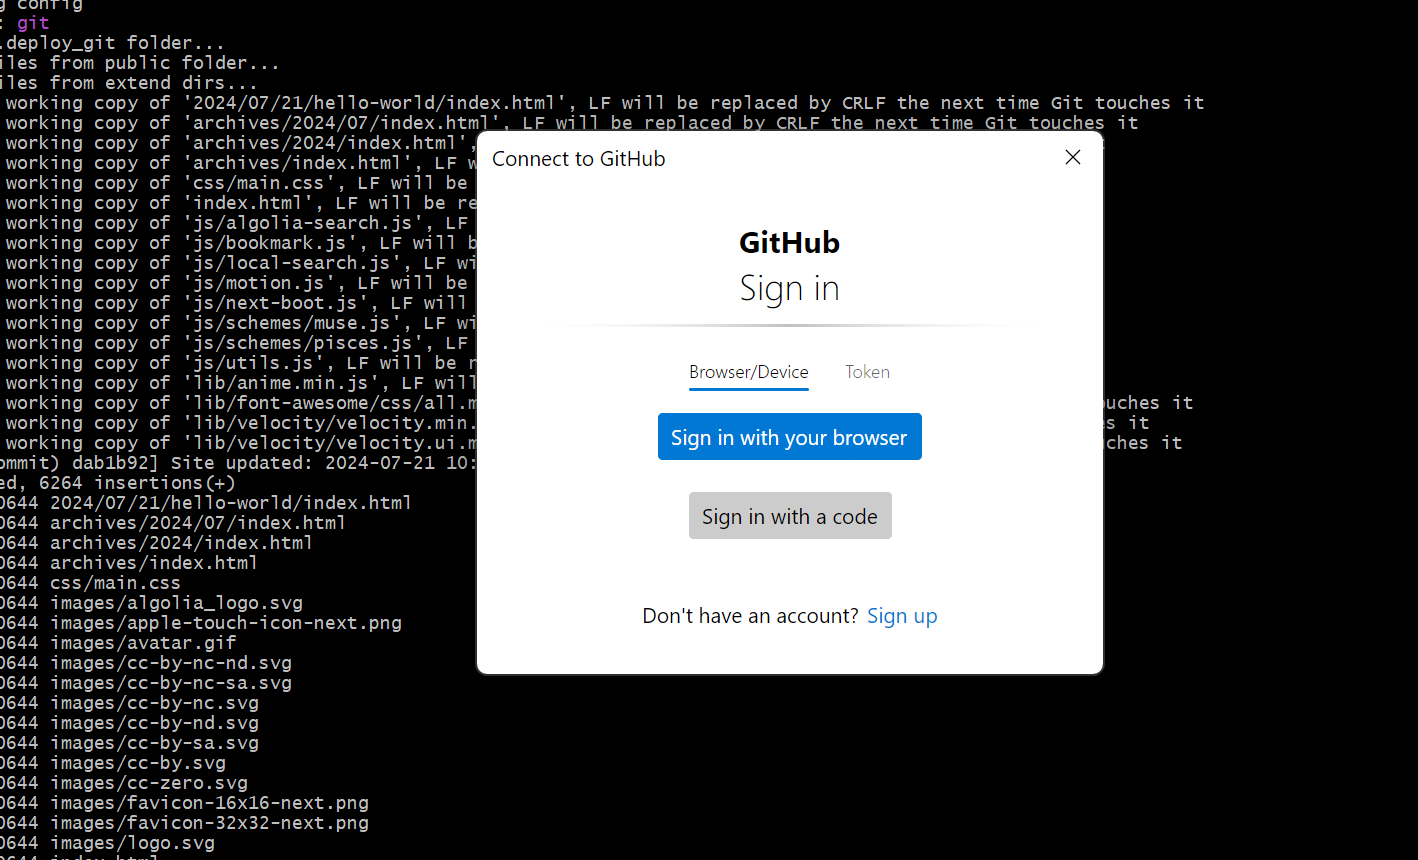 g config
: git
.deploy_git folder...
iles from public folder...
iles from extend dirs...
working copy of '2024/07/21/hello-world/index.html', LF will be replaced by CRLF the next time Git touches it
working copy of 'archives/2024/07/index.html', LF will be replaced by CRLF the next time Git touches it
working copy of 'archives/2024/index.html',
working copy of 'archives/index.html', LF w
working copy of 'css/main.css', LF will be
working copy of 'index.html', LF will be re
working copy of 'js/algolia-search.js', LF
working copy of 'js/bookmark.js', LF will b
working copy of 'js/local-search.js', LF wi
working copy of 'js/motion.js', LF will be
working copy of 'js/next-boot.js', LF will
working copy of 'js/schemes/muse.js', LF wi
working copy of 'js/schemes/pisces.js', LF
working copy of 'js/utils.js', LF will be r
working copy of 'lib/anime.min.js', LF will
working copy of 'lib/font-awesome/css/all.m ouches it
working copy of 'lib/velocity/velocity.min. es it
working copy of 'lib/velocity/velocity.ui.m ches it
ommit) dab1b92] Site updated: 2024-07-21 10:
ed, 6264 insertions(+)
0644 2024/07/21/hello-world/index.html
0644 archives/2024/07/index.html
0644 archives/2024/index.html
0644 archives/index.html
0644 css/main.css
0644 images/algolia_logo.svg
0644 images/apple-touch-icon-next.png
0644 images/avatar.gif
0644 images/cc-by-nc-nd.svg
0644 images/cc-by-nc-sa.svg
0644 images/cc-by-nc.svg
0644 images/cc-by-nd.svg
0644 images/cc-by-sa.svg
0644 images/cc-by.svg
0644 images/cc-zero.svg
0644 images/favicon-16x16-next.png
0644 images/favicon-32x32-next.png
0644 images/logo.svg
0644 index.html
Connect to GitHub
GitHub
Sign in
Browser/Device Token
Sign in with your browser
Sign in with a code
Don't have an account? Sign up